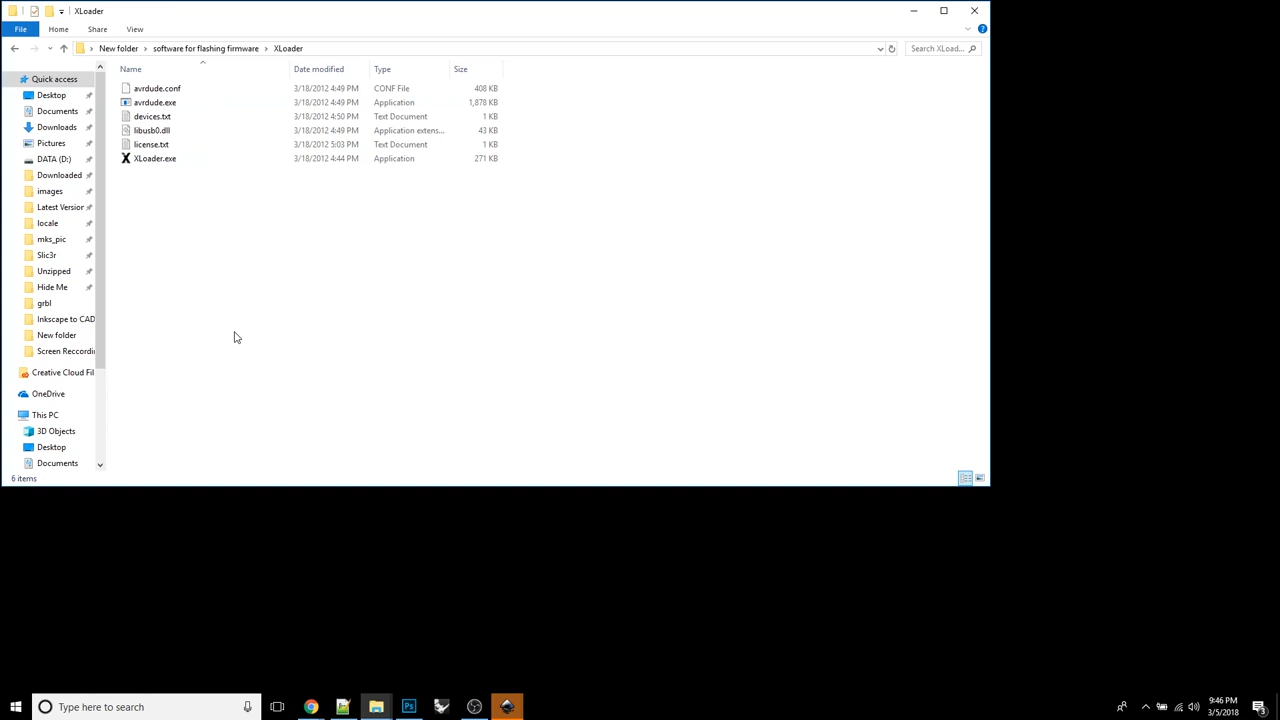 XLoader
File Home Share View
New folder software for flashing firmware XLoader Search XLoad...
Name Date modified Type Size
avrdude.conf 3/18/2012 4:49 PM CONF File 408 KB
avrdude.exe 3/18/2012 4:49 PM Application 1,878 KB
devices.txt 3/18/2012 4:50 PM Text Document 1 KB
libusb0.dll 3/18/2012 4:49 PM Application extens... 43 KB
license.txt 3/18/2012 5:03 PM Text Document 1 KB
XLoader.exe 3/18/2012 4:44 PM Application 271 KB
Quick access
Desktop
Documents
Downloads
Pictures
DATA (D:)
Downloaded
images
Latest Version
locale
mks_pic
Slic3r
Unzipped
Hide Me
grbl
Inkscape to CAD
New folder
Screen Reccordin
Creative Cloud Fil
OneDrive
This PC
3D Objects
Desktop
Documents
6 items
Type here to search
Ps
9:46 PM
3/5/2018
3